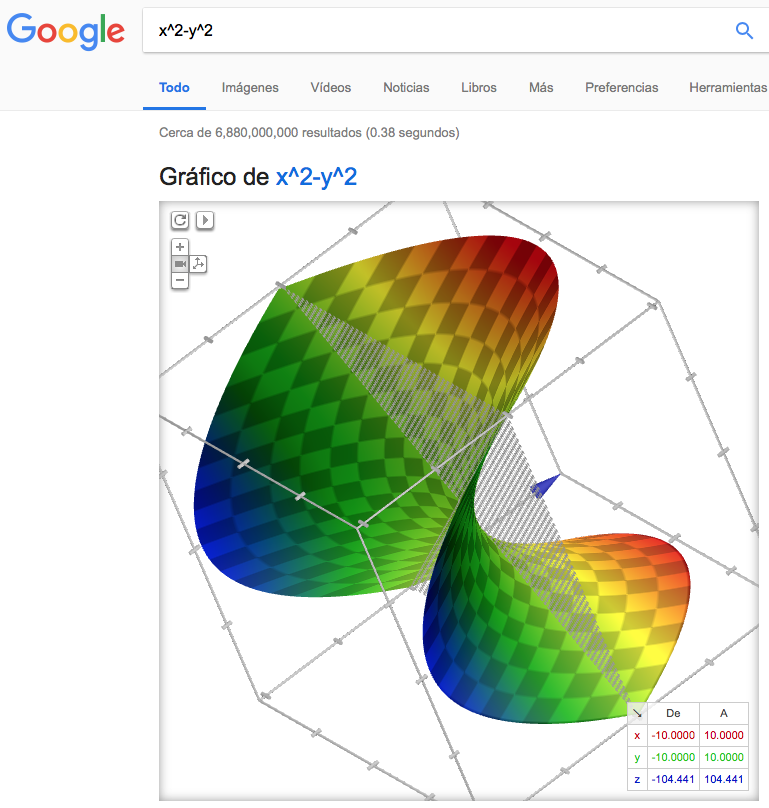 Google
x^2-y^2
Todo Imágenes Vídeos Noticias Libros Más Preferencias Herramientas
Cerca de 6,880,000,000 resultados (0.38 segundos)
Gráfico de x^2-y^2
De A
x -10.0000 10.0000
y -10.0000 10.0000
z -104.441 104.441